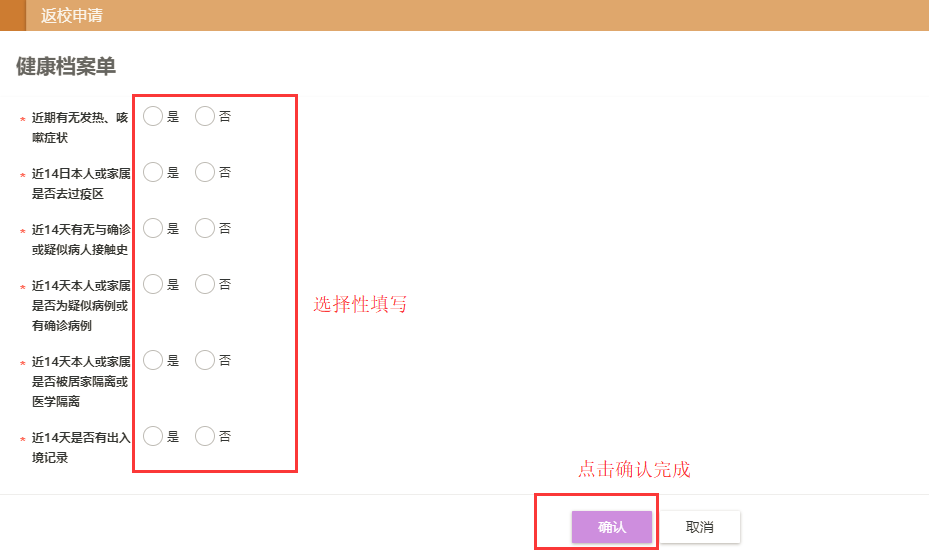 返校申请
健康档案单
* 近期有无发热、咳 是 否
嗽症状
* 近14日本人或家属 是 否
是否去过疫区
* 近14天有无与确诊 是 否
或疑似病人接触史
* 近14天本人或家属 是 否
是否为疑似病例或
有确诊病例
选择性填写
* 近14天本人或家属 是 否
是否被居家隔离或
医学隔离
* 近14天是否有出入 是 否
境记录
点击确认完成
确认 取消